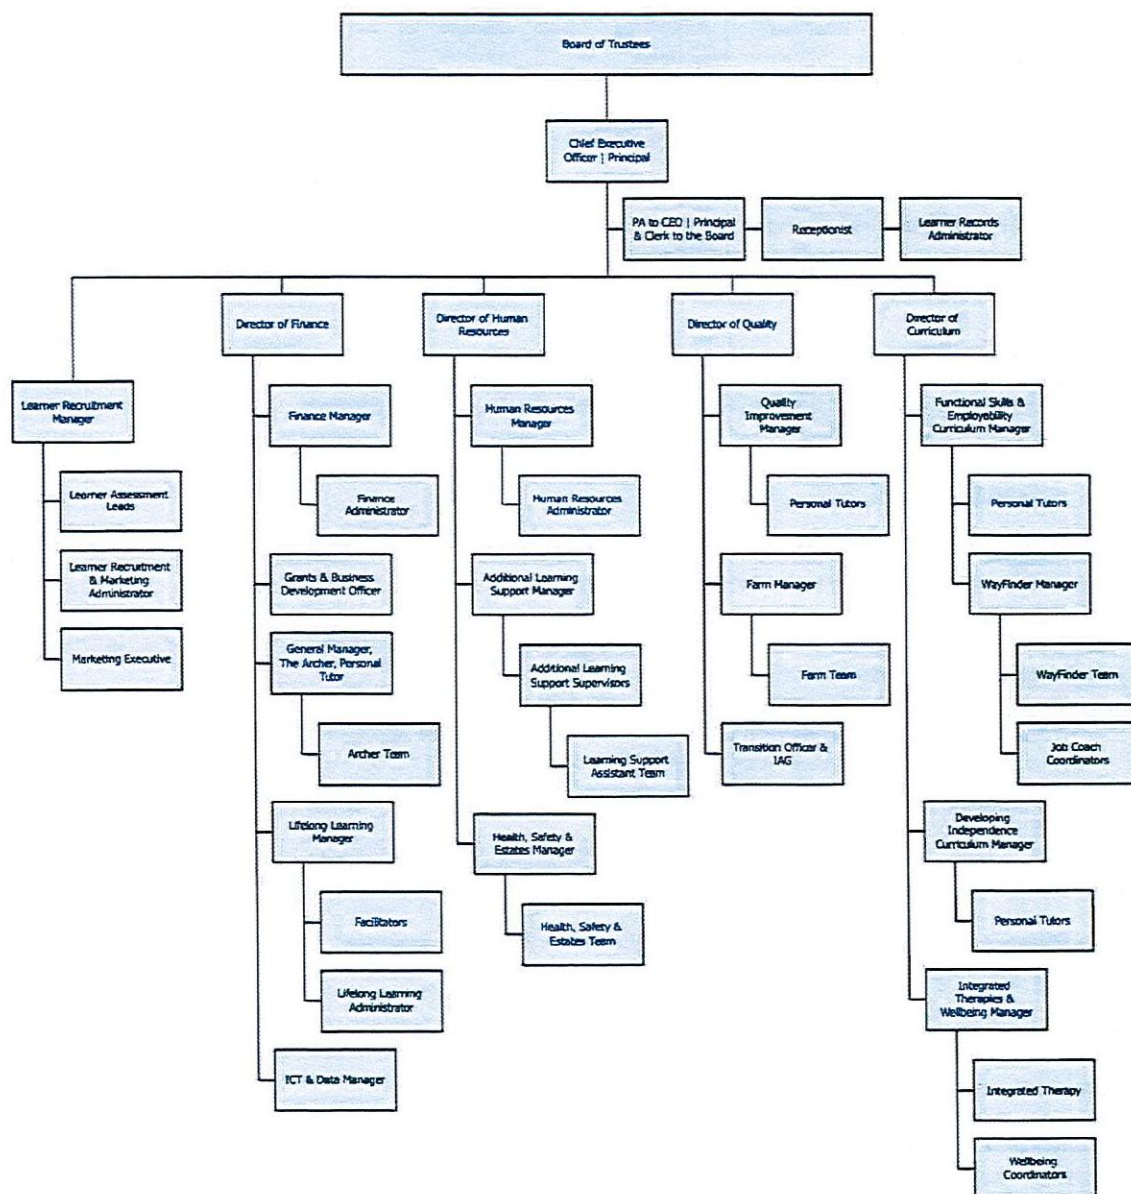 Board of Trustees
Chief Executive
Officer | Principal
PA to CEO | Principal
& Clerk to the Board
Receptionist
Learner Records
Administrator
Director of Finance
Director of Human
Resources
Director of Quality
Director of
Curriculum
Learner Recruitment
Manager
Learner Assessment
Leads
Learner Recruitment
& Marketing
Administrator
Marketing Executive
Finance Manager
Finance
Administrator
Grants & Business
Development Officer
General Manager,
The Archer, Personal
Tutor
Archer Team
Lifelong Learning
Manager
Facilitators
Lifelong Learning
Administrator
ICT & Data Manager
Human Resources
Manager
Human Resources
Administrator
Additional Learning
Support Manager
Additional Learning
Support Supervisors
Learning Support
Assistant Team
Health, Safety &
Estates Manager
Health, Safety
& Estates Team
Quality
Improvement
Manager
Personal Tutors
Farm Manager
Farm Team
Transition Officer &
IAG
Functional Skills &
Employability
Curriculum Manager
Personal Tutors
WayFinder Manager
WayFinder Team
Job Coach
Coordinators
Developing
Independence
Curriculum Manager
Personal Tutors
Integrated
Therapies &
Wellbeing Manager
Integrated Therapy
Wellbeing
Coordinators